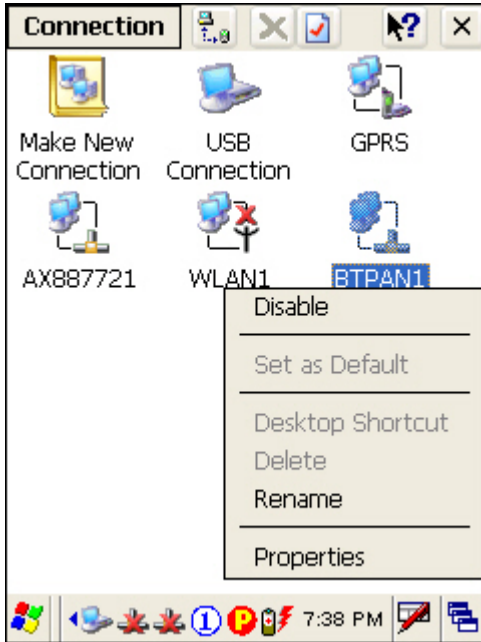 Connection
?
Make New Connection
USB Connection
GPRS
AX887721
WLAN1
BTPAN1
Disable
Set as Default
Desktop Shortcut
Delete
Rename
Properties
1 P 7:38 PM